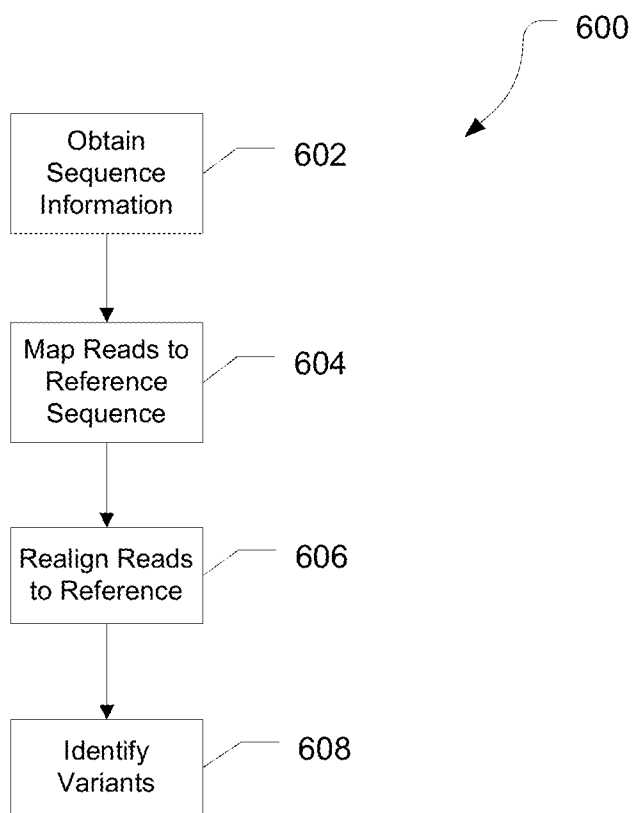 600
Obtain
Sequence
Information
602
Map Reads to
Reference
Sequence
604
Realign Reads
to Reference
606
Identify
Variants
608